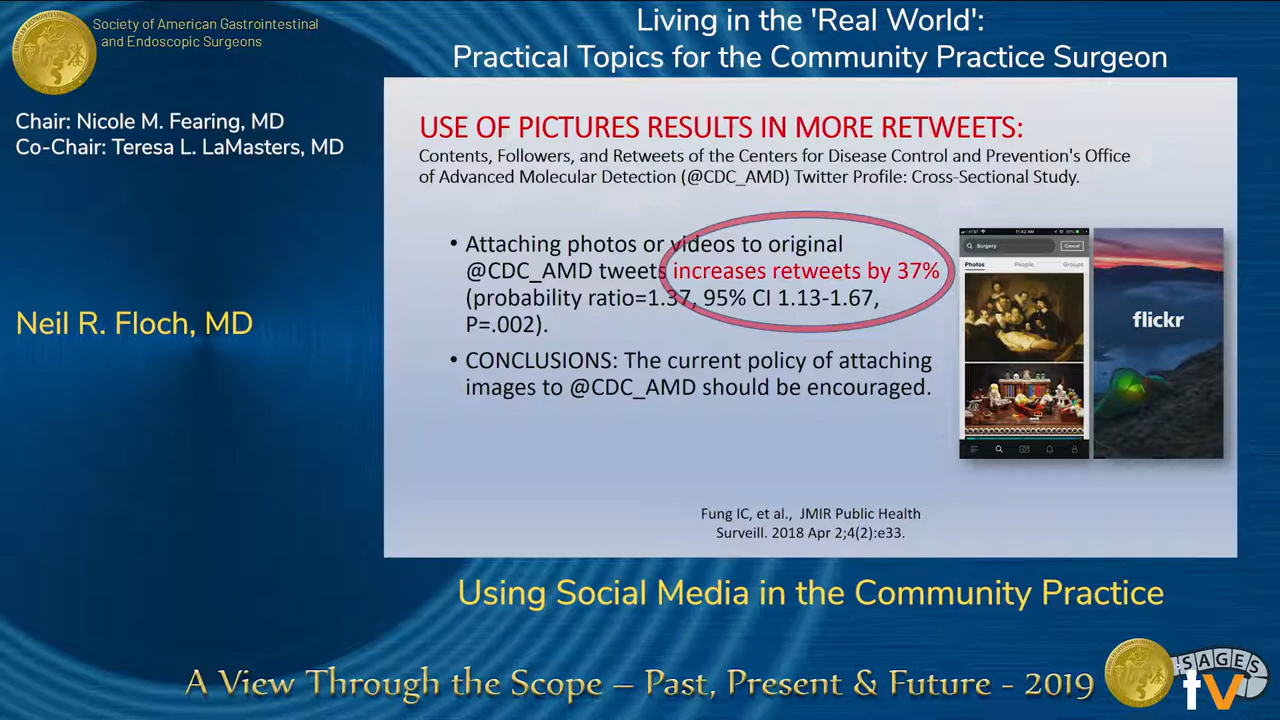 Society of American Gastrointestinal
and Endoscopic Surgeons
Living in the 'Real World':
Practical Topics for the Community Practice Surgeon
Chair: Nicole M. Fearing, MD
Co-Chair: Teresa L. LaMasters, MD
Neil R. Floch, MD
USE OF PICTURES RESULTS IN MORE RETWEETS:
Contents, Followers, and Retweets of the Centers for Disease Control and Prevention's Office
of Advanced Molecular Detection (@CDC_AMD) Twitter Profile: Cross-Sectional Study.
• Attaching photos or videos to original
@CDC_AMD tweets increases retweets by 37%
(probability ratio=1.37, 95% CI 1.13-1.67,
P=.002).
• CONCLUSIONS: The current policy of attaching
images to @CDC_AMD should be encouraged.
11:42 AM
Surgery
Cancel
Photos People Groups
flickr
Fung IC, et al., JMIR Public Health
Surveill. 2018 Apr 2;4(2):e33.
Using Social Media in the Community Practice
A View Through the Scope – Past, Present & Future - 2019
SAGES
tv